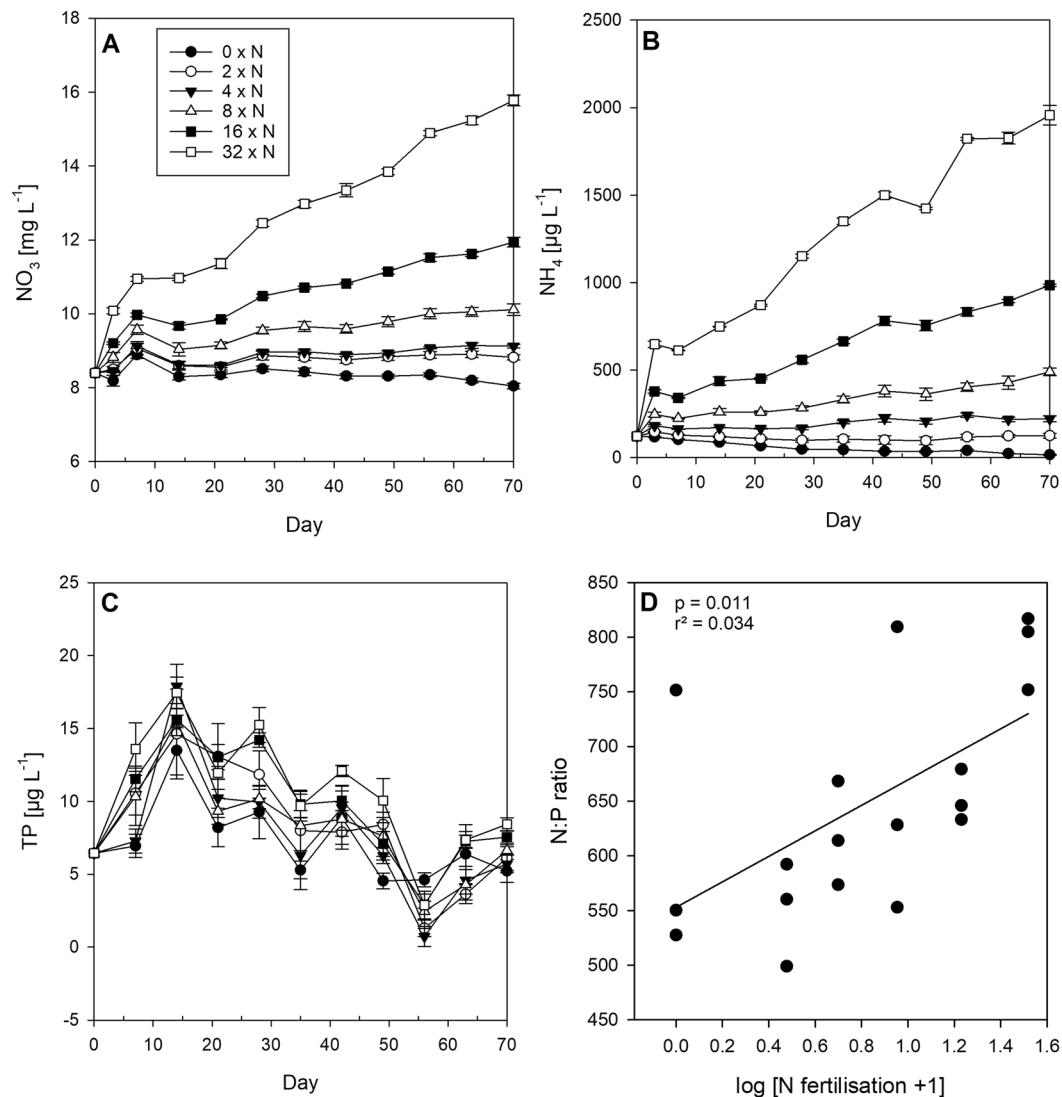 A
0 x N
2 x N
4 x N
8 x N
16 x N
32 x N
NO₃ [mg L⁻¹]
18
16
14
12
10
8
6
0 10 20 30 40 50 60 70
Day
B
NH₄ [µg L⁻¹]
2500
2000
1500
1000
500
0
0 10 20 30 40 50 60 70
Day
C
TP [µg L⁻¹]
25
20
15
10
5
0
-5
0 10 20 30 40 50 60 70
Day
D
p = 0.011
r² = 0.034
N:P ratio
850
800
750
700
650
600
550
500
450
0.0 0.2 0.4 0.6 0.8 1.0 1.2 1.4 1.6
log [N fertilisation +1]